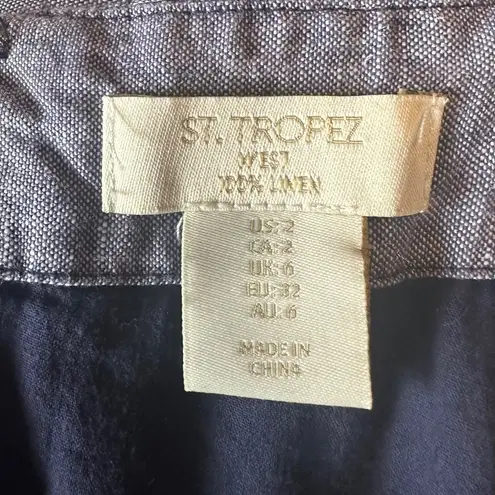 ST. TROPEZ
WEST
100% LINEN
US: 2
CA: 2
UK: 6
EU: 32
AU: 6
MADE IN
CHINA